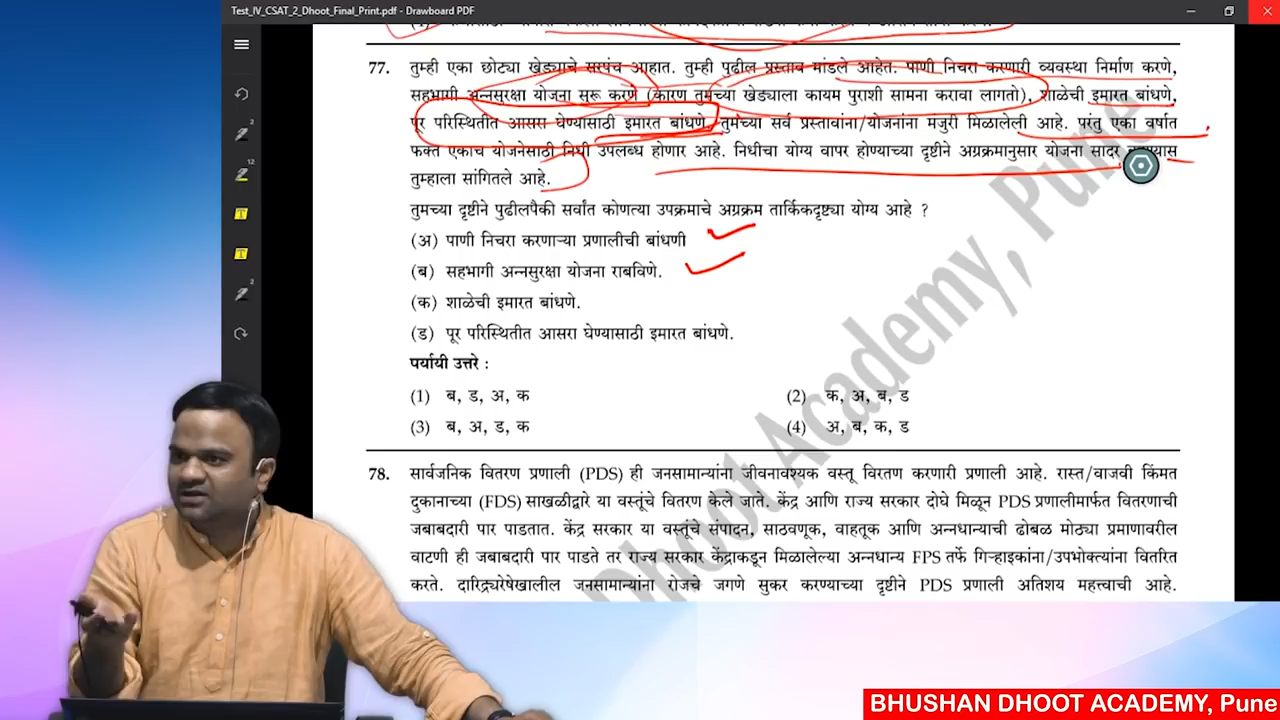 Test_IV_CSAT_2_Dhoot_Final_Print.pdf - Drawboard PDF
77. तुम्ही एका छोट्या खेड्याचे सरपंच आहात. तुम्ही पुढील प्रस्ताव मांडले आहेत. पाणी निचरा करणारी व्यवस्था निर्माण करणे,
सहभागी अन्नसुरक्षा योजना सुरू करणे (कारण तुमच्या खेड्याला कायम पुराशी सामना करावा लागतो), शाळेची इमारत बांधणे,
पूर परिस्थितीत आसरा घेण्यासाठी इमारत बांधणे. तुमच्या सर्व प्रस्तावांना/योजनांना मजुरी मिळालेली आहे. परंतु एका वर्षात
फक्त एकाच योजनेसाठी निधी उपलब्ध होणार आहे. निधीचा योग्य वापर होण्याच्या दृष्टीने अग्रक्रमानुसार योजना सादर
तुम्हाला सांगितले आहे.
तुमच्या दृष्टीने पुढीलपैकी सर्वांत कोणत्या उपक्रमाचे अग्रक्रम तार्किकदृष्ट्या योग्य आहे ?
(अ) पाणी निचरा करणाऱ्या प्रणालीची बांधणी
(ब) सहभागी अन्नसुरक्षा योजना राबविणे.
(क) शाळेची इमारत बांधणे.
(ड) पूर परिस्थितीत आसरा घेण्यासाठी इमारत बांधणे.
पर्यायी उत्तरे :
(1) ब, ड, अ, क (2) क, अ, ब, ड
(3) ब, अ, ड, क (4) अ, ब, क, ड
78. सार्वजनिक वितरण प्रणाली (PDS) ही जनसामान्यांना जीवनावश्यक वस्तू विरतण करणारी प्रणाली आहे. रास्त/वाजवी किंमत
दुकानाच्या (FDS) साखळीद्वारे या वस्तूंचे वितरण केले जाते. केंद्र आणि राज्य सरकार दोघे मिळून PDS प्रणालीमार्फत वितरणाची
जबाबदारी पार पाडतात. केंद्र सरकार या वस्तूंचे संपादन, साठवणूक, वाहतूक आणि अन्नधान्याची ढोबळ मोठ्या प्रमाणावरील
वाटणी ही जबाबदारी पार पाडते तर राज्य सरकार केंद्राकडून मिळालेल्या अन्नधान्य FPS तर्फे गिऱ्हाइकांना/उपभोक्त्यांना वितरित
करते. दारिद्र्यरेषेखालील जनसामान्यांना रोजचे जगणे सुकर करण्याच्या दृष्टीने PDS प्रणाली अतिशय महत्त्वाची आहे.
Dhoot Academy, Pune
BHUSHAN DHOOT ACADEMY, Pune